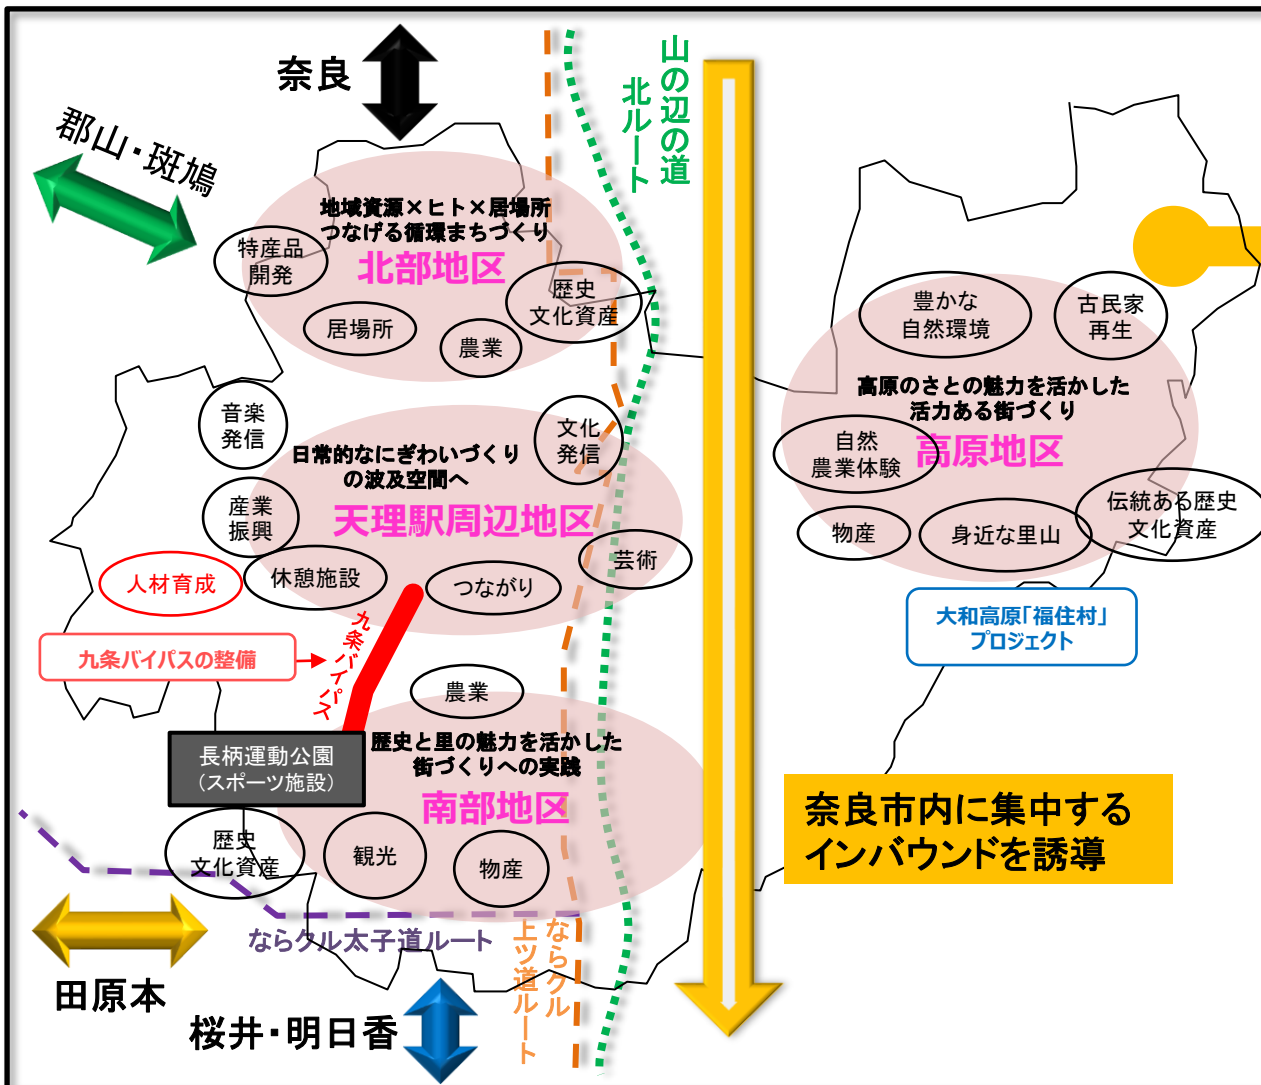 奈良
郡山・斑鳩
山の辺の道
北ルート
地域資源×ヒト×居場所
つなげる循環まちづくり
北部地区
特産品
開発
居場所
農業
歴史
文化資産
豊かな
自然環境
古民家
再生
高原のさとの魅力を活かした
活力ある街づくり
高原地区
自然
農業体験
物産
身近な里山
伝統ある歴史
文化資産
大和高原「福住村」
プロジェクト
音楽
発信
文化
発信
日常的なにぎわいづくり
の波及空間へ
天理駅周辺地区
産業
振興
人材育成
休憩施設
つながり
芸術
九条バイパスの整備
九条バイパス
農業
長柄運動公園
（スポーツ施設）
歴史と里の魅力を活かした
街づくりへの実践
南部地区
歴史
文化資産
観光
物産
奈良市内に集中する
インバウンドを誘導
ならクル太子道ルート
ならクル
上ツ道ルート
田原本
桜井・明日香